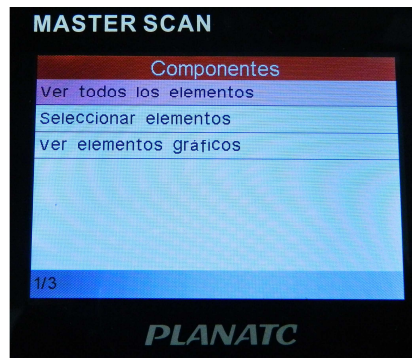 MASTER SCAN
Componentes
Ver todos los elementos
Seleccionar elementos
Ver elementos gráficos
1/3
PLANATC